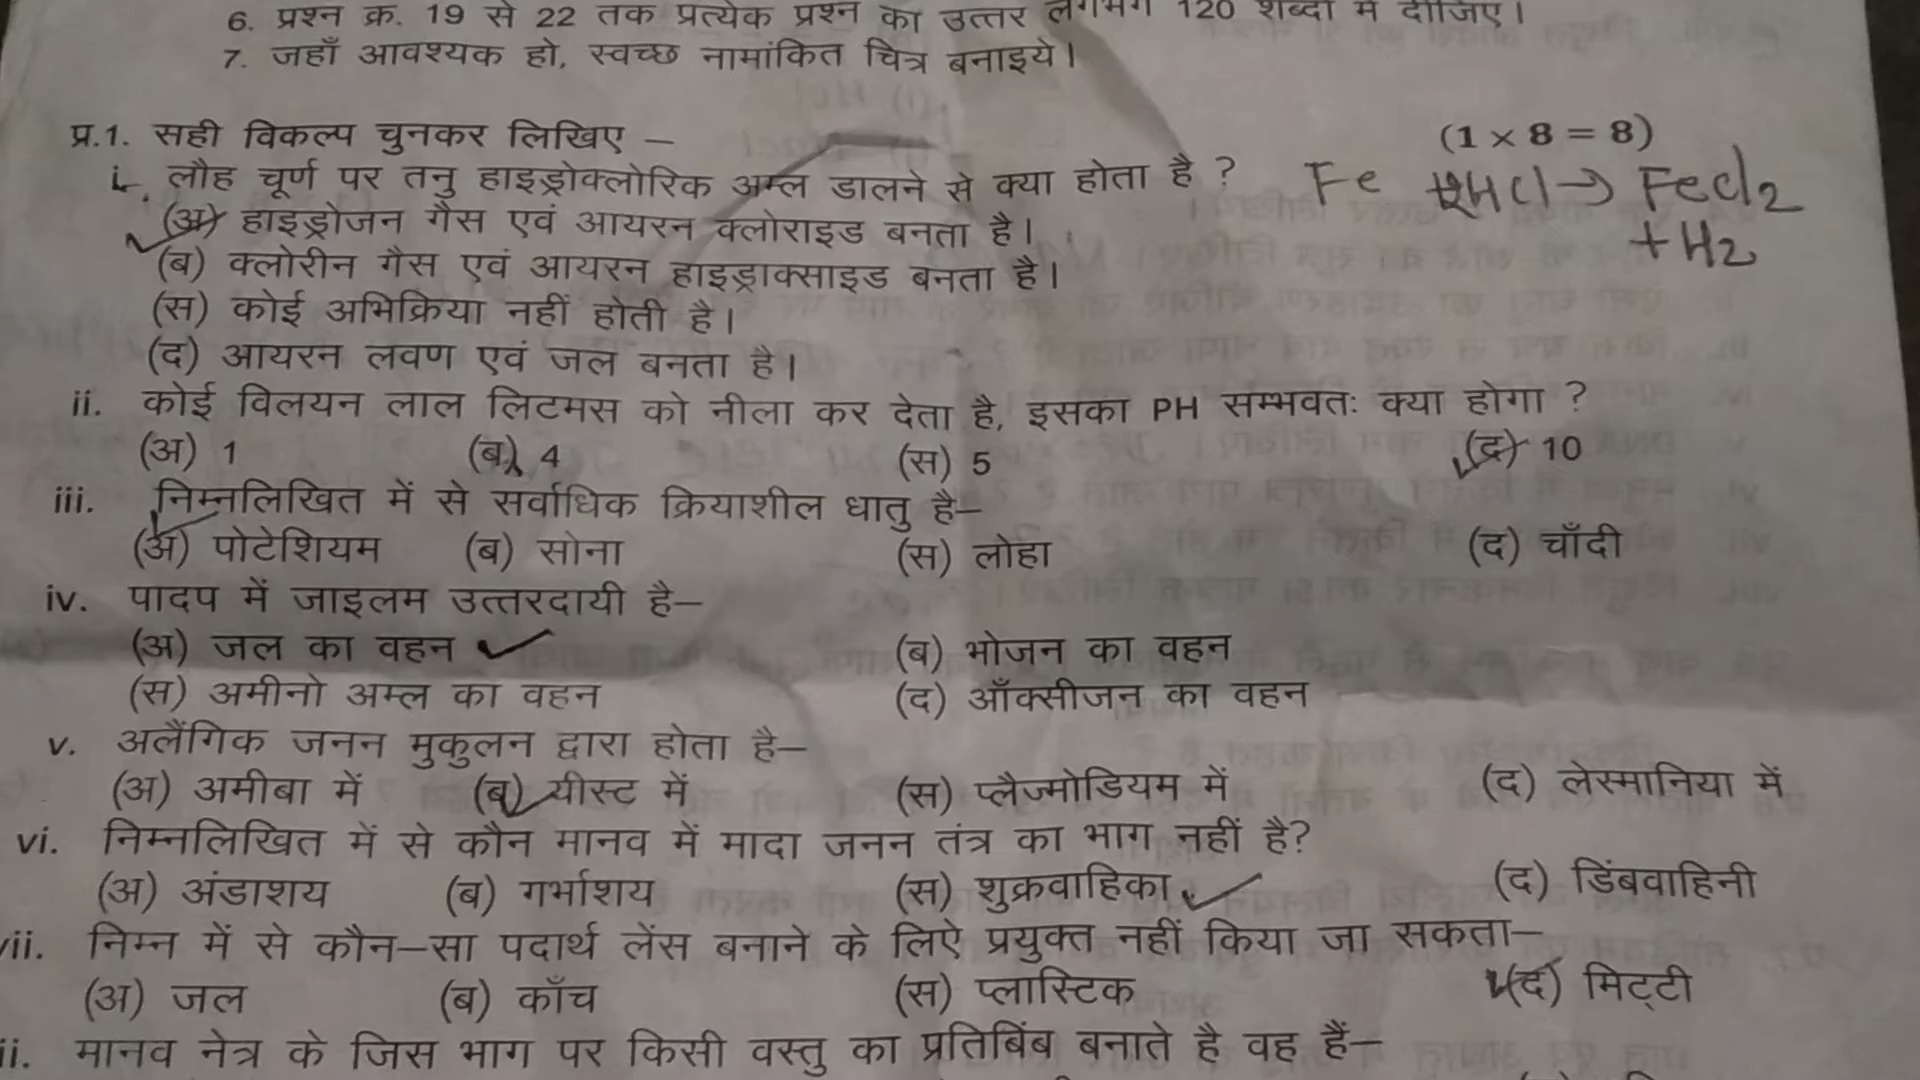 6. प्रश्न क्र. 19 से 22 तक प्रत्येक प्रश्न का उत्तर लगभग 120 शब्दों में दीजिए।
7. जहाँ आवश्यक हो, स्वच्छ नामांकित चित्र बनाइये।
प्र.1. सही विकल्प चुनकर लिखिए – (1 × 8 = 8)
i. लौह चूर्ण पर तनु हाइड्रोक्लोरिक अम्ल डालने से क्या होता है ? Fe + 2HCl → FeCl2
(अ) हाइड्रोजन गैस एवं आयरन क्लोराइड बनता है। + H2
(ब) क्लोरीन गैस एवं आयरन हाइड्राक्साइड बनता है।
(स) कोई अभिक्रिया नहीं होती है।
(द) आयरन लवण एवं जल बनता है।
ii. कोई विलयन लाल लिटमस को नीला कर देता है, इसका PH सम्भवतः क्या होगा ?
(अ) 1 (ब) 4 (स) 5 (द) 10
iii. निम्नलिखित में से सर्वाधिक क्रियाशील धातु है–
(अ) पोटेशियम (ब) सोना (स) लोहा (द) चाँदी
iv. पादप में जाइलम उत्तरदायी है–
(अ) जल का वहन (ब) भोजन का वहन
(स) अमीनो अम्ल का वहन (द) ऑंक्सीजन का वहन
v. अलैंगिक जनन मुकुलन द्वारा होता है–
(अ) अमीबा में (ब) यीस्ट में (स) प्लैज्मोडियम में (द) लेस्मानिया में
vi. निम्नलिखित में से कौन मानव में मादा जनन तंत्र का भाग नहीं है?
(अ) अंडाशय (ब) गर्भाशय (स) शुक्रवाहिका (द) डिंबवाहिनी
vii. निम्न में से कौन–सा पदार्थ लेंस बनाने के लिऐ प्रयुक्त नहीं किया जा सकता–
(अ) जल (ब) काँच (स) प्लास्टिक (द) मिट्टी
ii. मानव नेत्र के जिस भाग पर किसी वस्तु का प्रतिबिंब बनाते है वह हैं–